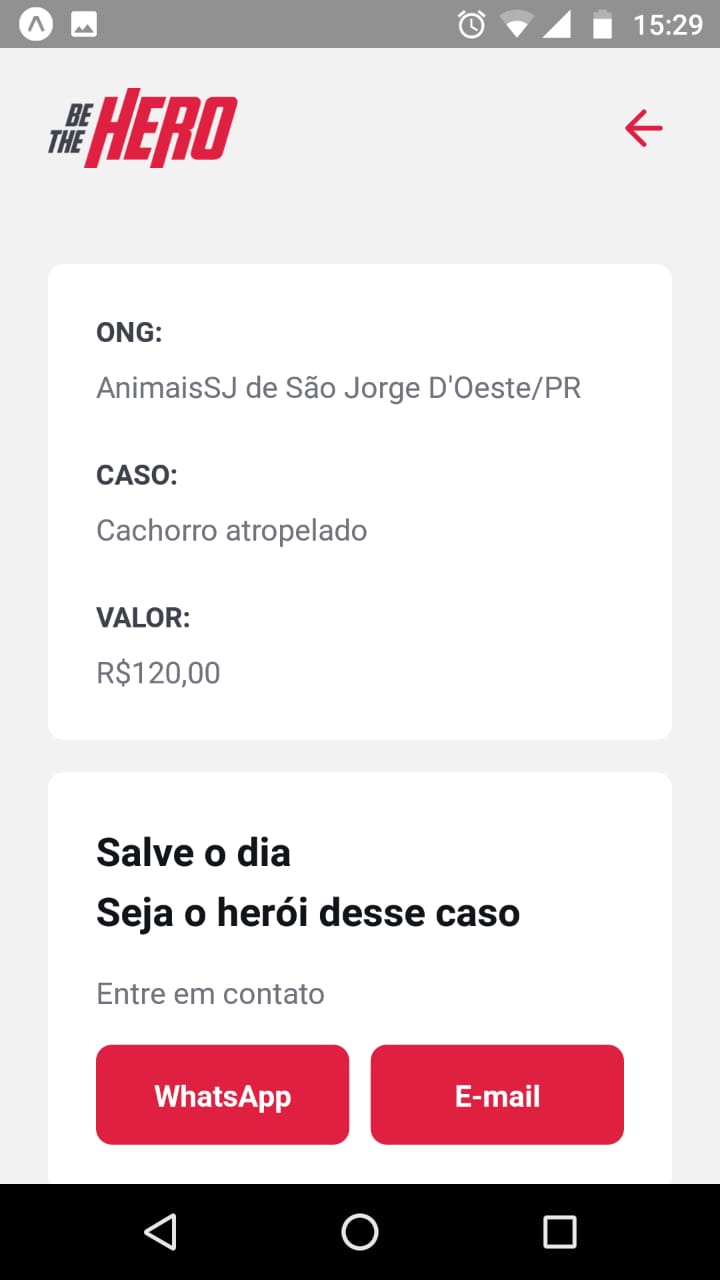 15:29
BE
THE HERO
ONG:
AnimaisSJ de São Jorge D'Oeste/PR
CASO:
Cachorro atropelado
VALOR:
R$120,00
Salve o dia
Seja o herói desse caso
Entre em contato
WhatsApp E-mail